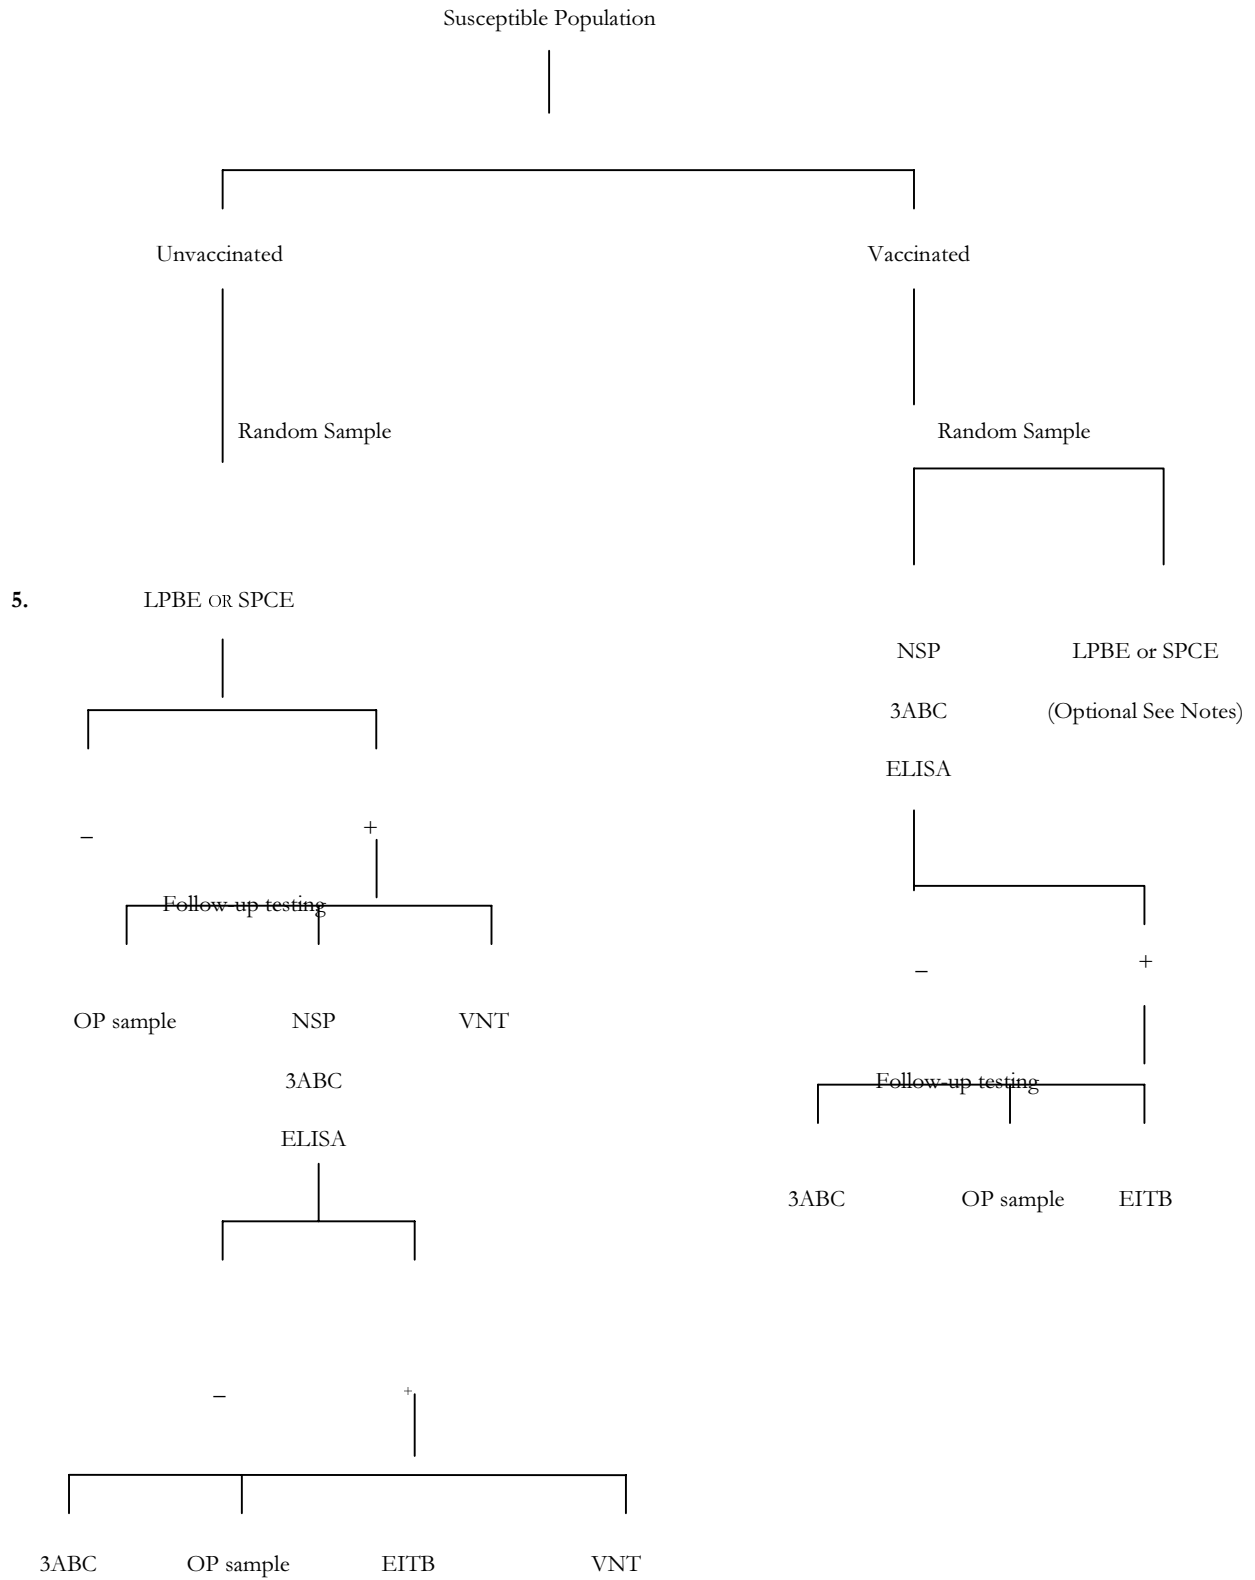 Susceptible Population
Unvaccinated Vaccinated
Random Sample Random Sample
5. LPBE OR SPCE
NSP LPBE or SPCE
3ABC (Optional See Notes)
ELISA
– +
Follow-up testing
– +
OP sample NSP VNT
3ABC Follow-up testing
ELISA
3ABC OP sample EITB
– +
3ABC OP sample EITB VNT